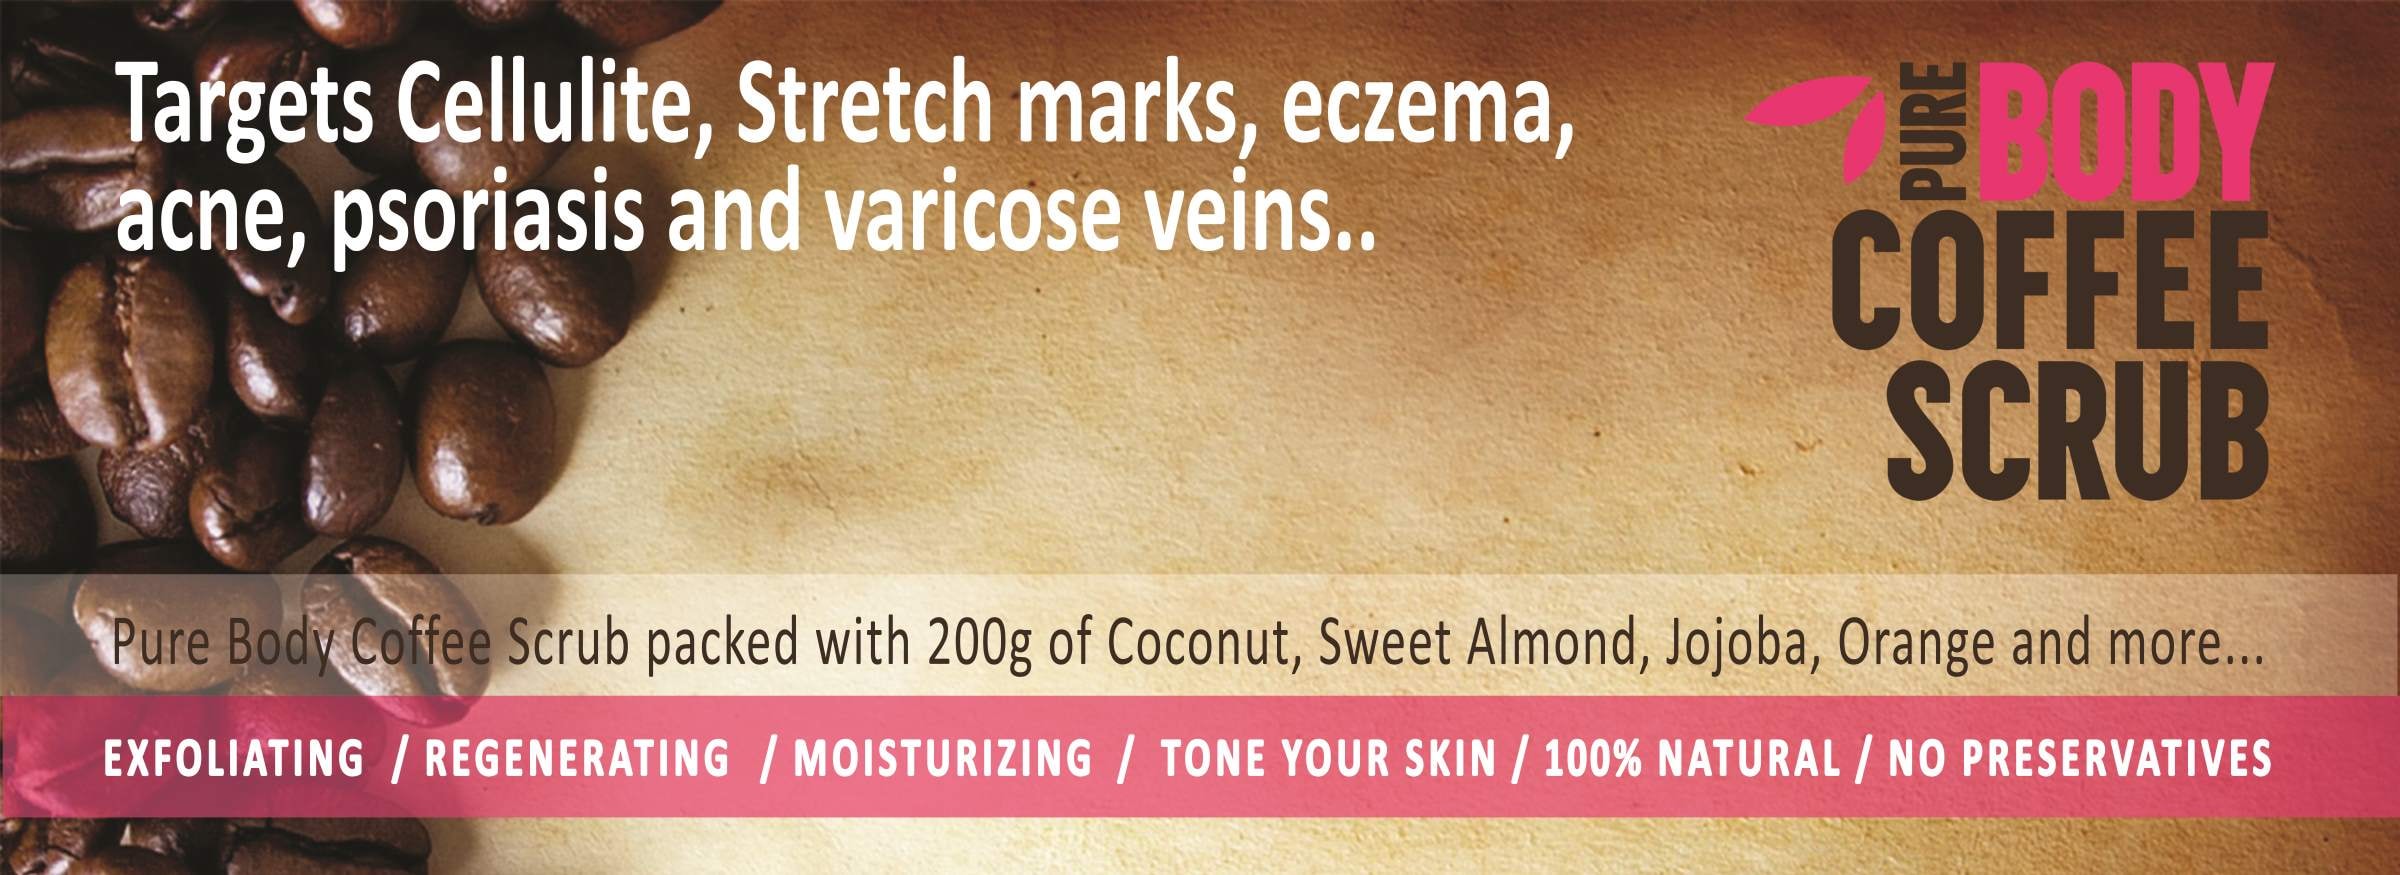 Targets Cellulite, Stretch marks, eczema,
acne, psoriasis and varicose veins..
PURE BODY
COFFEE
SCRUB
Pure Body Coffee Scrub packed with 200g of Coconut, Sweet Almond, Jojoba, Orange and more...
EXFOLIATING / REGENERATING / MOISTURIZING / TONE YOUR SKIN / 100% NATURAL / NO PRESERVATIVES